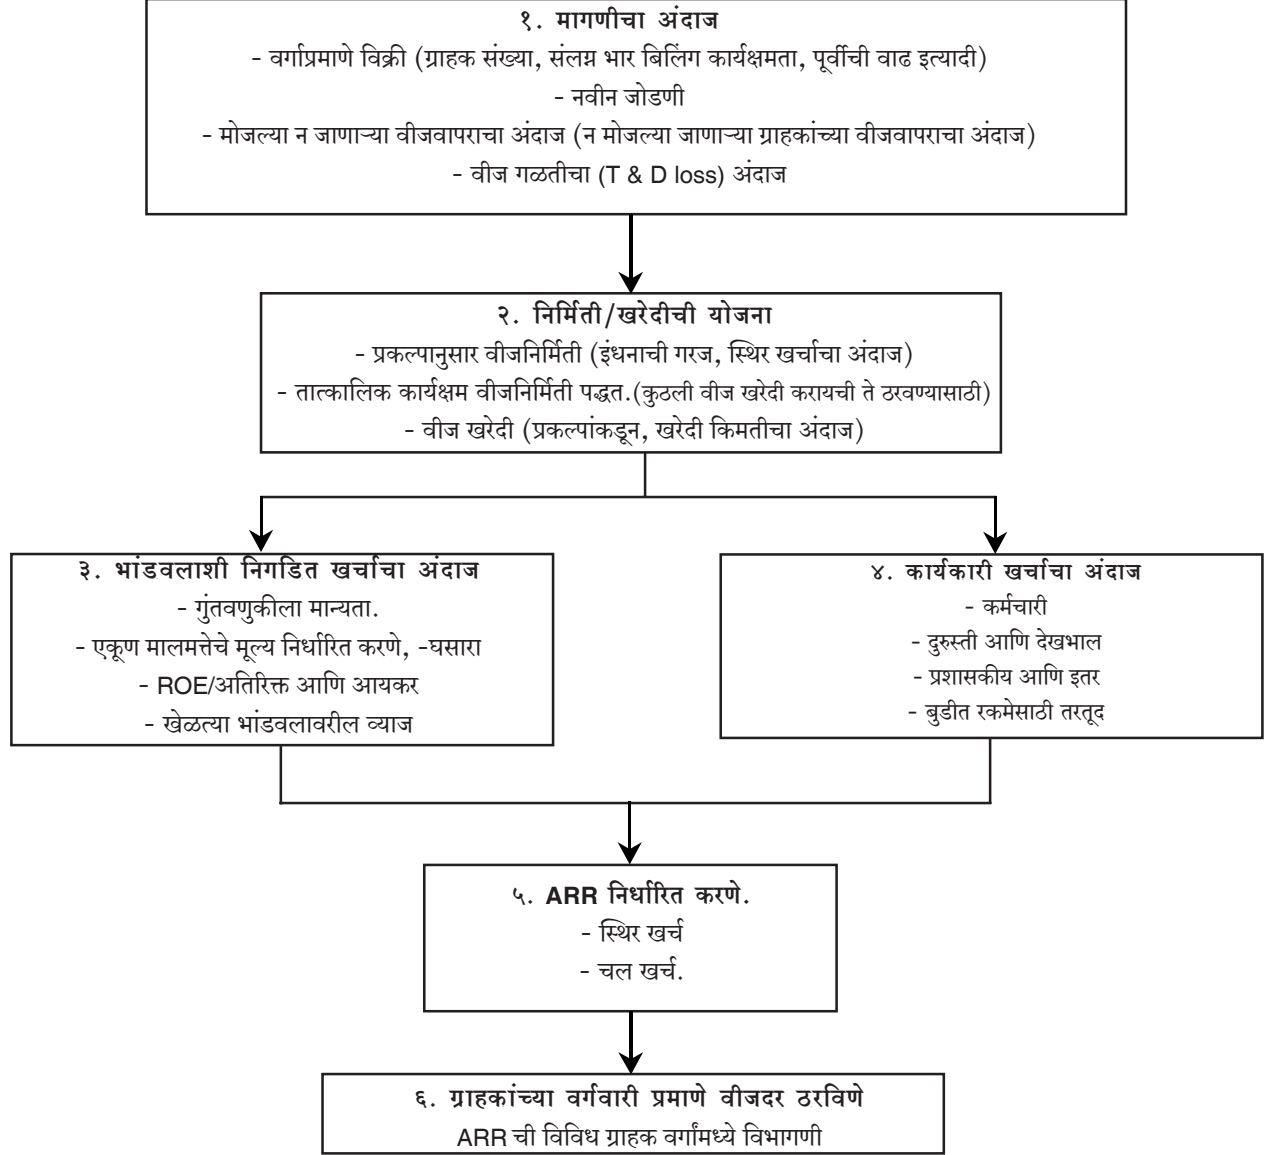 १. मागणीचा अंदाज
- वर्गाप्रमाणे विक्री (ग्राहक संख्या, संलग्न भार बिलिंग कार्यक्षमता, पूर्वीची वाढ इत्यादी)
- नवीन जोडणी
- मोजल्या न जाणाऱ्या वीजवापराचा अंदाज (न मोजल्या जाणाऱ्या ग्राहकांच्या वीजवापराचा अंदाज)
- वीज गळतीचा (T & D loss) अंदाज
२. निर्मिती/खरेदीची योजना
- प्रकल्पानुसार वीजनिर्मिती (इंधनाची गरज, स्थिर खर्चाचा अंदाज)
- तात्कालिक कार्यक्षम वीजनिर्मिती पद्धत.(कुठली वीज खरेदी करायची ते ठरवण्यासाठी)
- वीज खरेदी (प्रकल्पांकडून, खरेदी किमतीचा अंदाज)
३. भांडवलाशी निगडित खर्चाचा अंदाज
- गुंतवणुकीला मान्यता.
- एकूण मालमत्तेचे मूल्य निर्धारित करणे, -घसारा
- ROE/अतिरिक्त आणि आयकर
- खेळत्या भांडवलावरील व्याज
४. कार्यकारी खर्चाचा अंदाज
- कर्मचारी
- दुरुस्ती आणि देखभाल
- प्रशासकीय आणि इतर
- बुडीत रकमेसाठी तरतूद
५. ARR निर्धारित करणे.
- स्थिर खर्च
- चल खर्च.
६. ग्राहकांच्या वर्गवारी प्रमाणे वीजदर ठरविणे
ARR ची विविध ग्राहक वर्गांमध्ये विभागणी